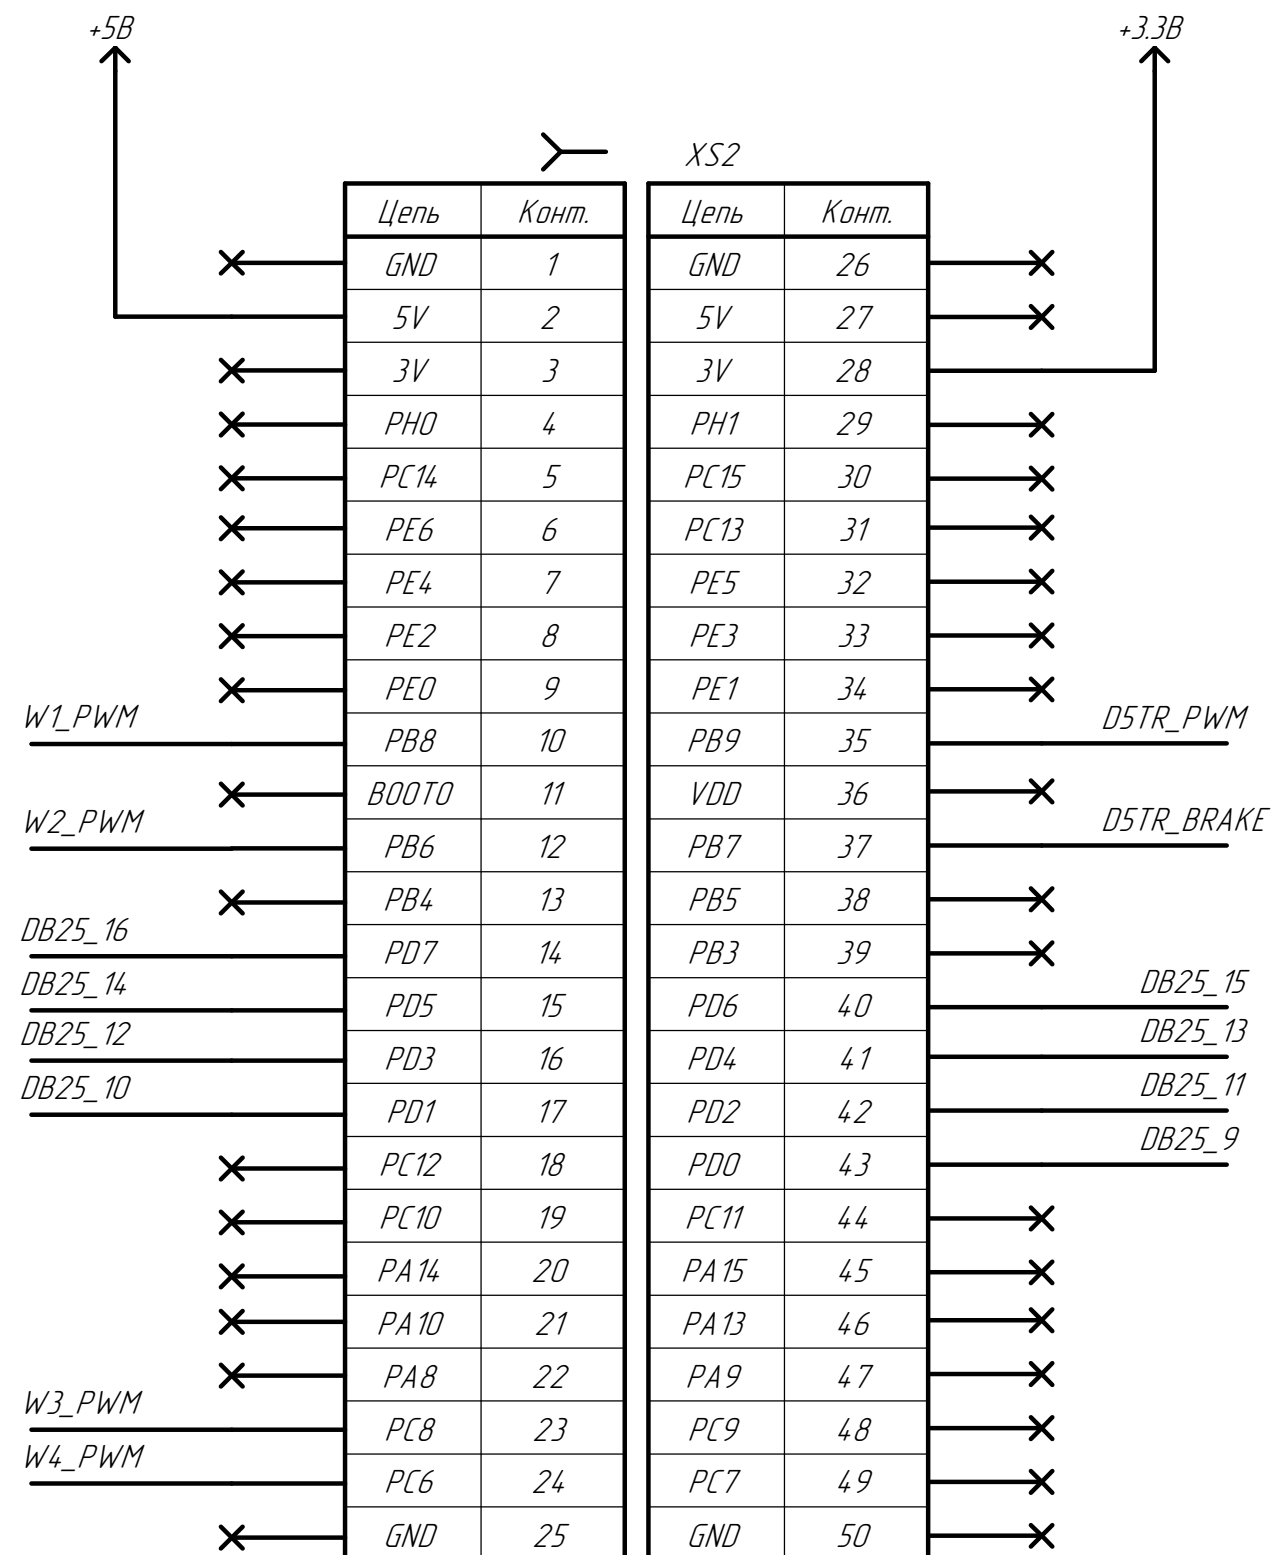 +5В
+3.3В
XS2
Цепь Конт. Цепь Конт.
GND 1 GND 26
5V 2 5V 27
3V 3 3V 28
PH0 4 PH1 29
PC14 5 PC15 30
PE6 6 PC13 31
PE4 7 PE5 32
PE2 8 PE3 33
PE0 9 PE1 34
W1_PWM PB8 10 PB9 35 D5TR_PWM
BOOT0 11 VDD 36
W2_PWM PB6 12 PB7 37 D5TR_BRAKE
PB4 13 PB5 38
DB25_16 PD7 14 PB3 39
DB25_14 PD5 15 PD6 40 DB25_15
DB25_12 PD3 16 PD4 41 DB25_13
DB25_10 PD1 17 PD2 42 DB25_11
PC12 18 PD0 43 DB25_9
PC10 19 PC11 44
PA14 20 PA15 45
PA10 21 PA13 46
PA8 22 PA9 47
W3_PWM PC8 23 PC9 48
W4_PWM PC6 24 PC7 49
GND 25 GND 50